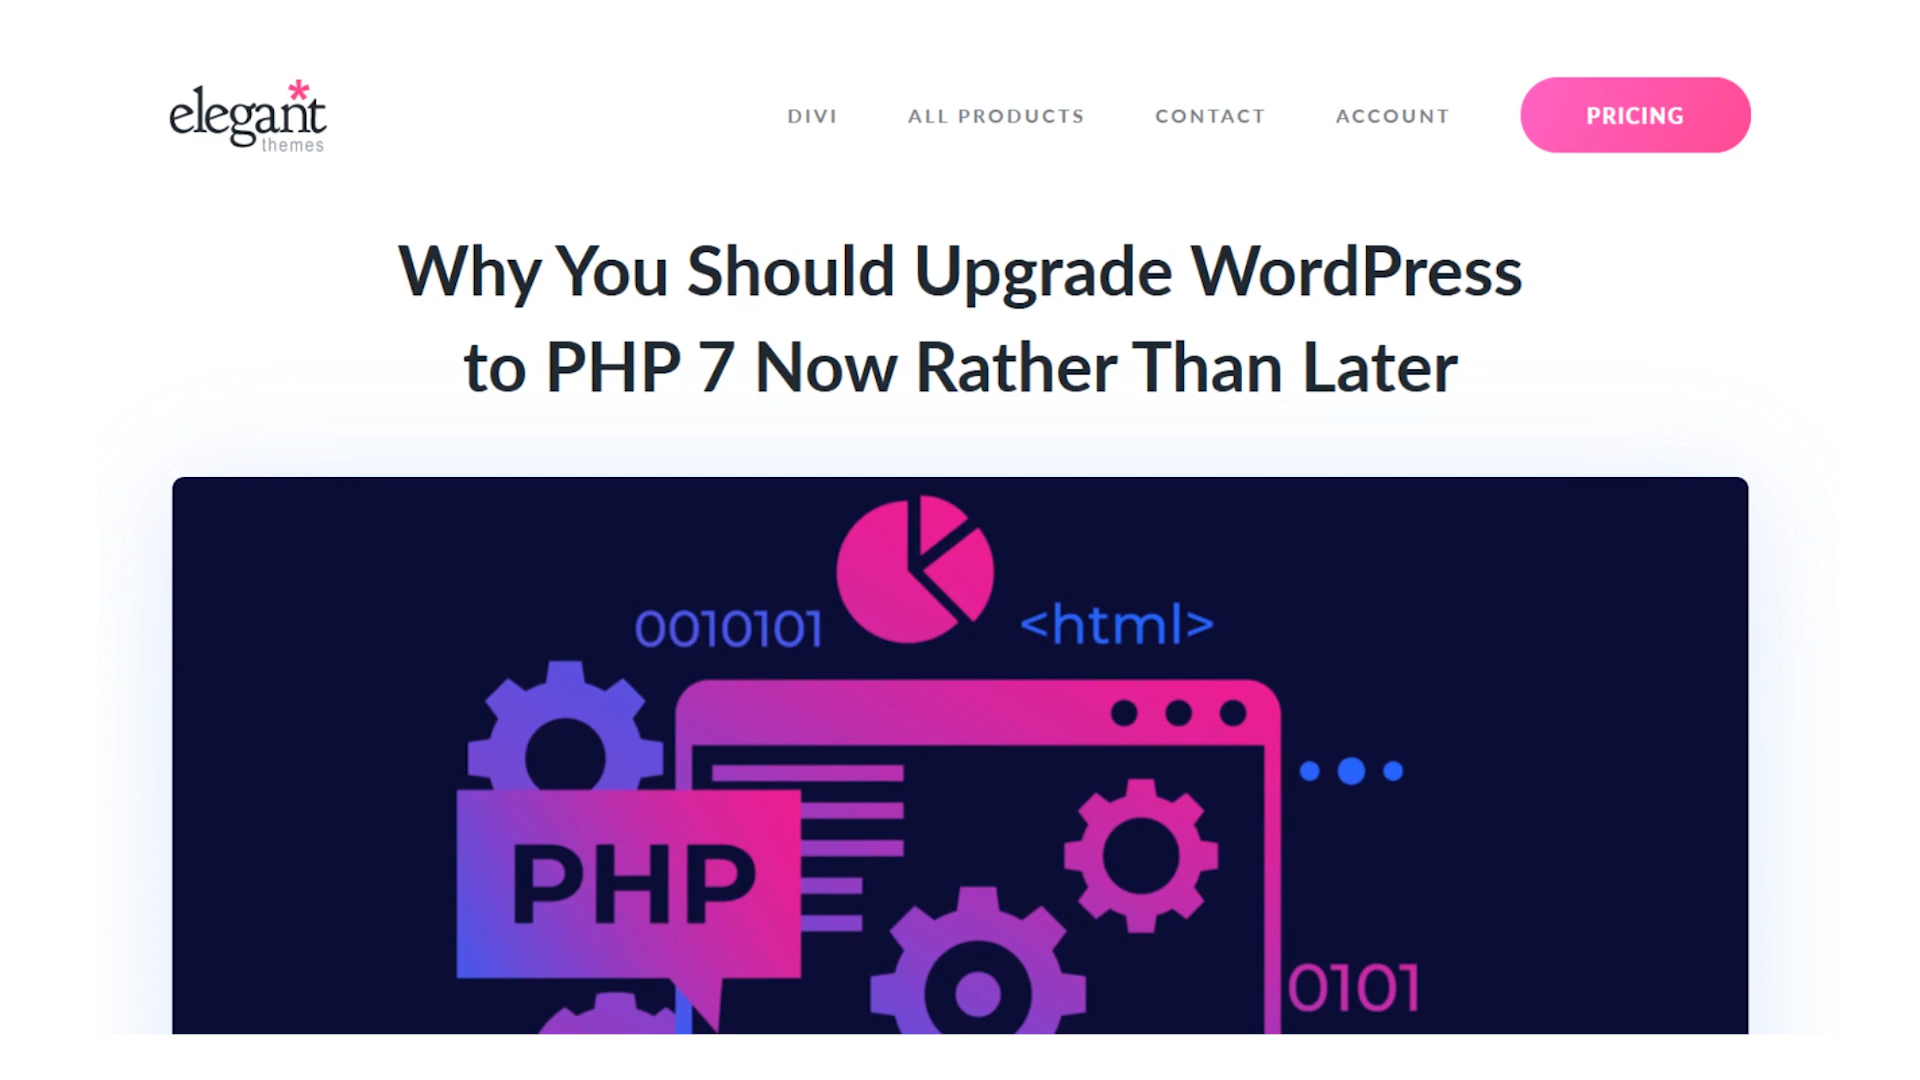 elegant
themes
DIVI
ALL PRODUCTS
CONTACT
ACCOUNT
PRICING
Why You Should Upgrade WordPress
to PHP 7 Now Rather Than Later
0010101
<html>
PHP
0101